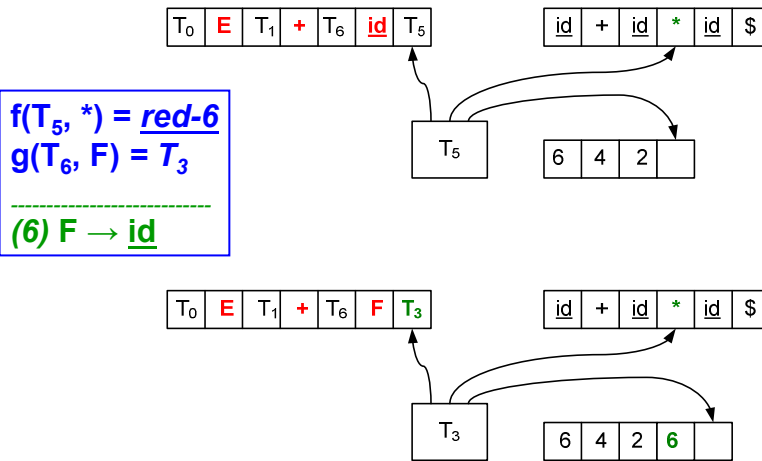 T₀ E T₁ + T₆ id T₅
id + id * id $
f(T₅, *) = red-6
g(T₆, F) = T₃
---------------------------
(6) F → id
T₅
6 4 2
T₀ E T₁ + T₆ F T₃
id + id * id $
T₃
6 4 2 6